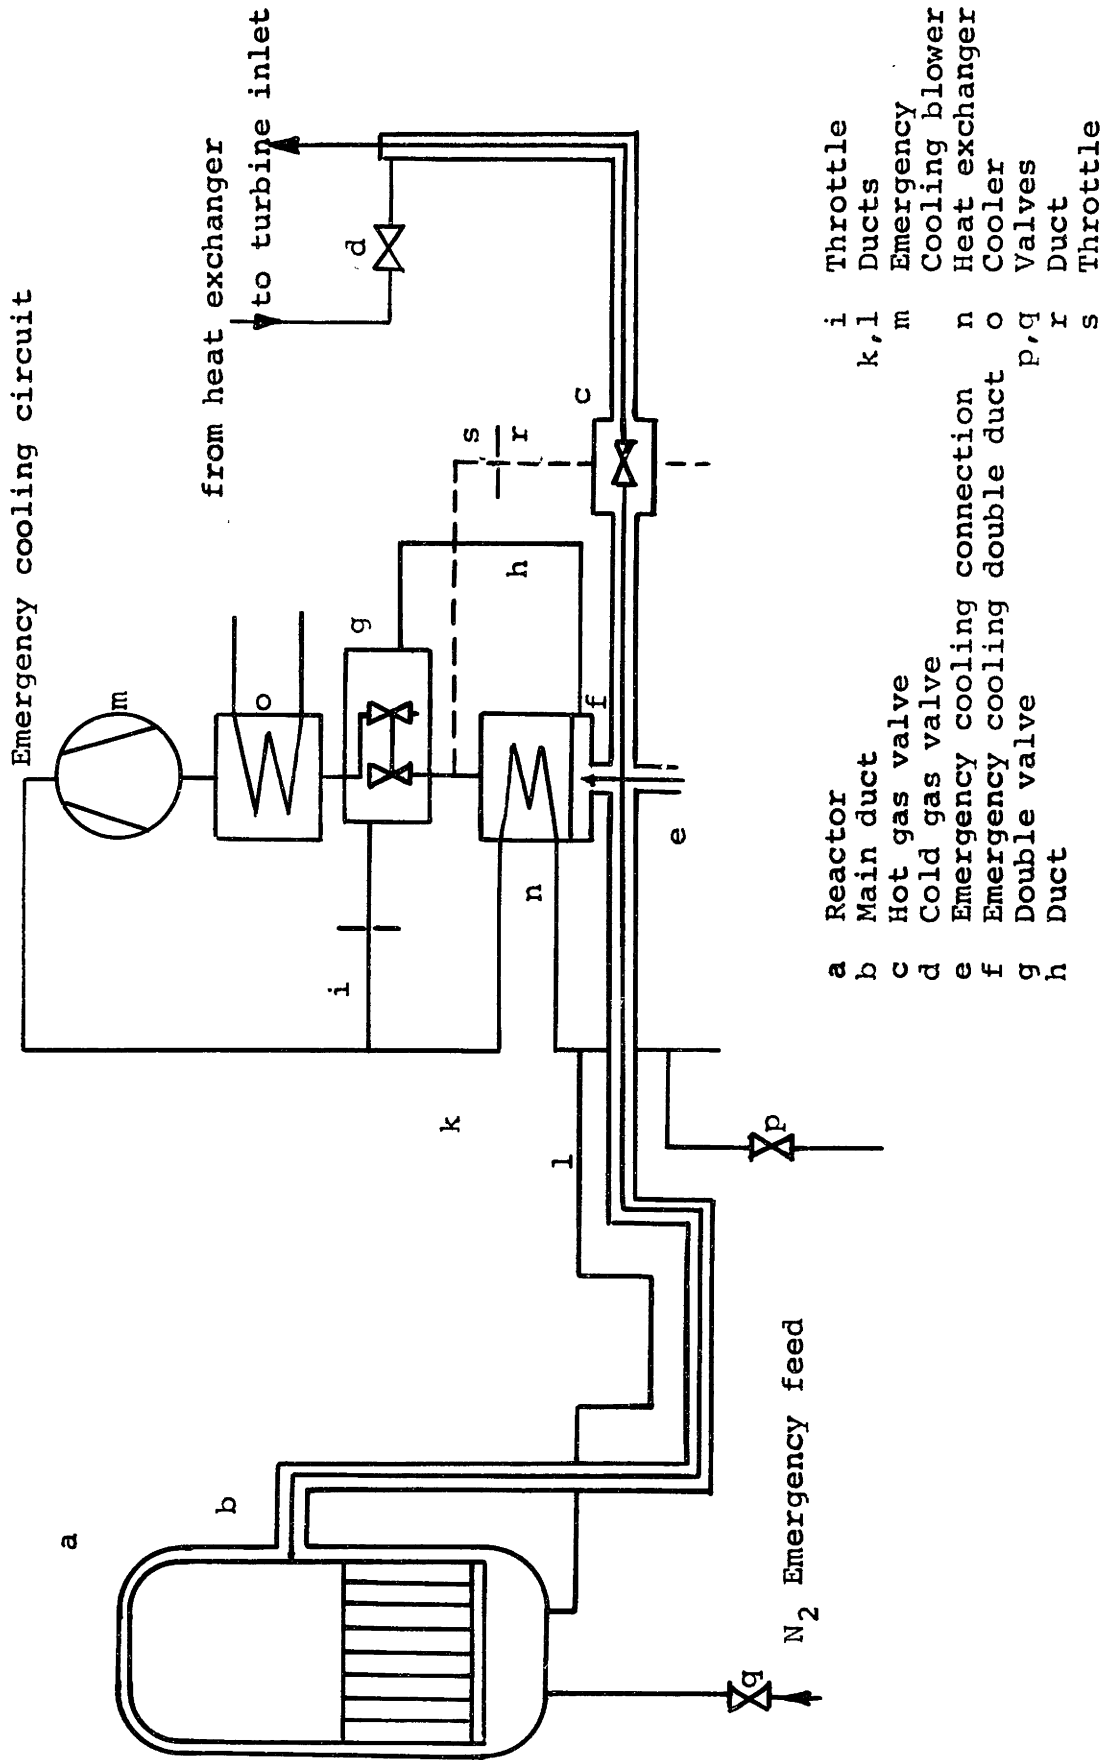 Emergency cooling circuit
from heat exchanger
to turbine inlet
m
o
g
d
s
r
c
h
f
n
e
i
k
l
p
b
a
q
N2 Emergency feed
a Reactor
b Main duct
c Hot gas valve
d Cold gas valve
e Emergency cooling connection
f Emergency cooling double duct
g Double valve
h Duct
i Throttle
k,l Ducts
m Emergency
Cooling blower
n Heat exchanger
o Cooler
p,q Valves
r Duct
s Throttle